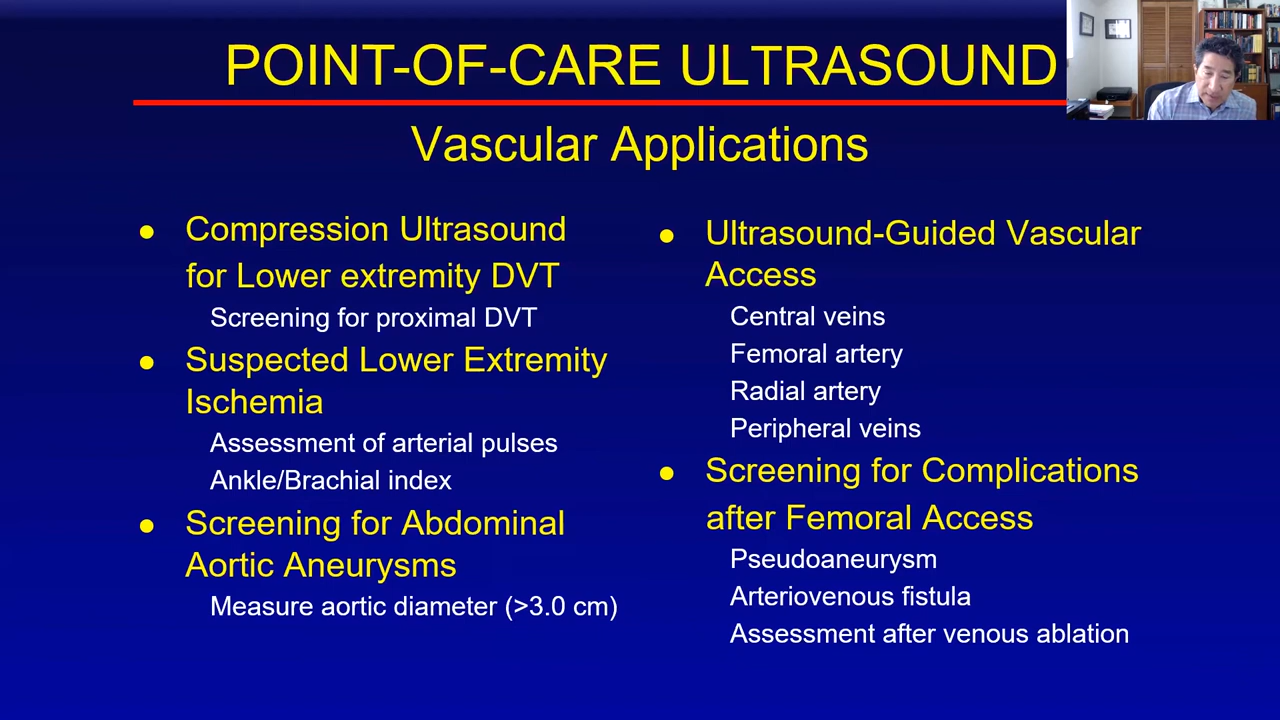 POINT-OF-CARE ULTRASOUND
Vascular Applications
● Compression Ultrasound
for Lower extremity DVT
Screening for proximal DVT
● Suspected Lower Extremity
Ischemia
Assessment of arterial pulses
Ankle/Brachial index
● Screening for Abdominal
Aortic Aneurysms
Measure aortic diameter (>3.0 cm)
● Ultrasound-Guided Vascular
Access
Central veins
Femoral artery
Radial artery
Peripheral veins
● Screening for Complications
after Femoral Access
Pseudoaneurysm
Arteriovenous fistula
Assessment after venous ablation